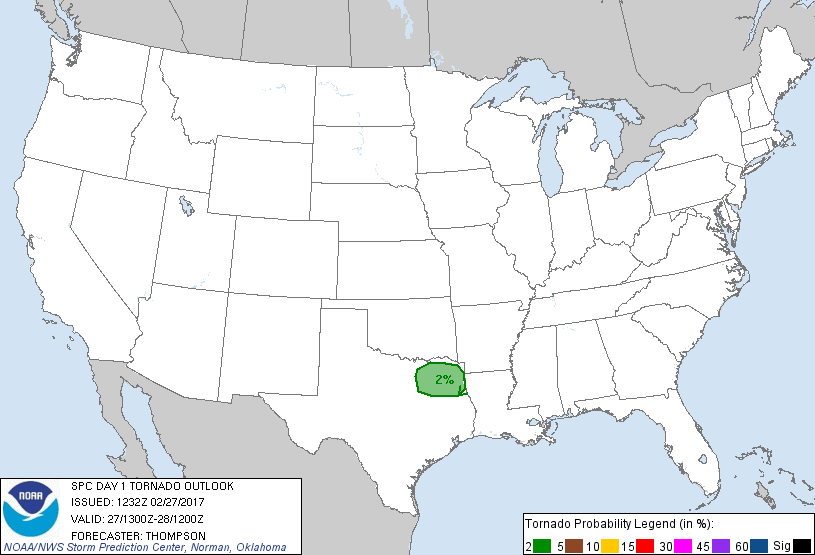 2%
NOAA
SPC DAY 1 TORNADO OUTLOOK
ISSUED: 1232Z 02/27/2017
VALID: 27/1300Z-28/1200Z
FORECASTER: THOMPSON
NOAA/NWS Storm Prediction Center, Norman, Oklahoma
Tornado Probability Legend (in %):
2 5 10 15 30 45 60 Sig